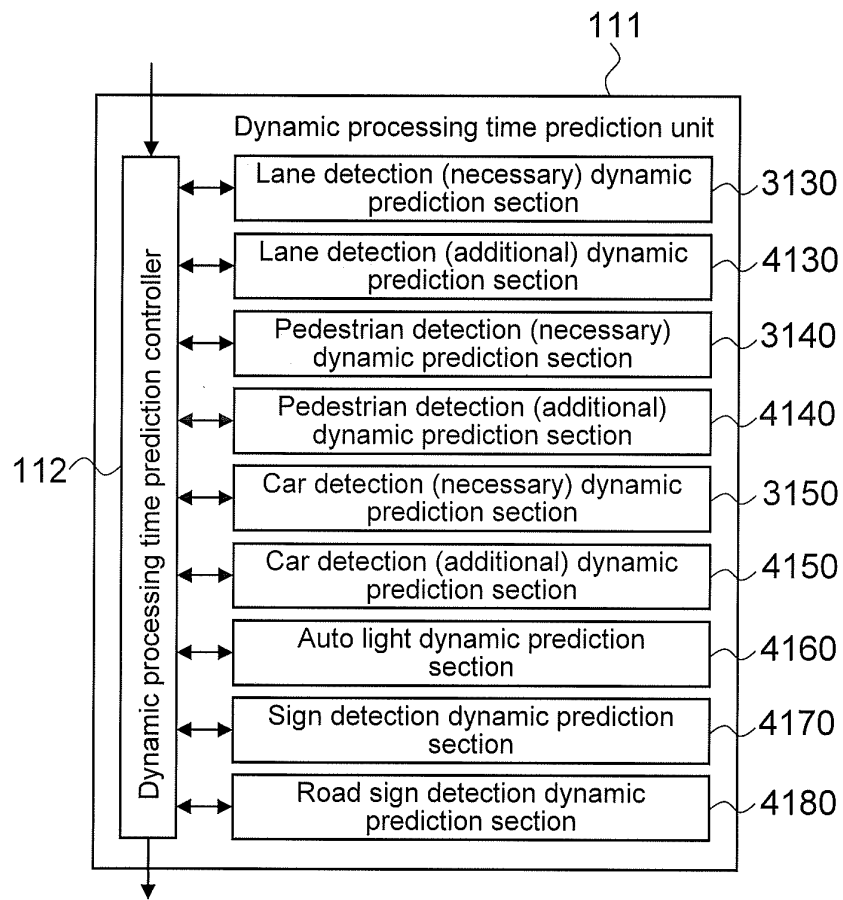 111
Dynamic processing time prediction unit
112
Dynamic processing time prediction controller
Lane detection (necessary) dynamic
prediction section
3130
Lane detection (additional) dynamic
prediction section
4130
Pedestrian detection (necessary)
dynamic prediction section
3140
Pedestrian detection (additional)
dynamic prediction section
4140
Car detection (necessary) dynamic
prediction section
3150
Car detection (additional) dynamic
prediction section
4150
Auto light dynamic prediction
section
4160
Sign detection dynamic prediction
section
4170
Road sign detection dynamic
prediction section
4180